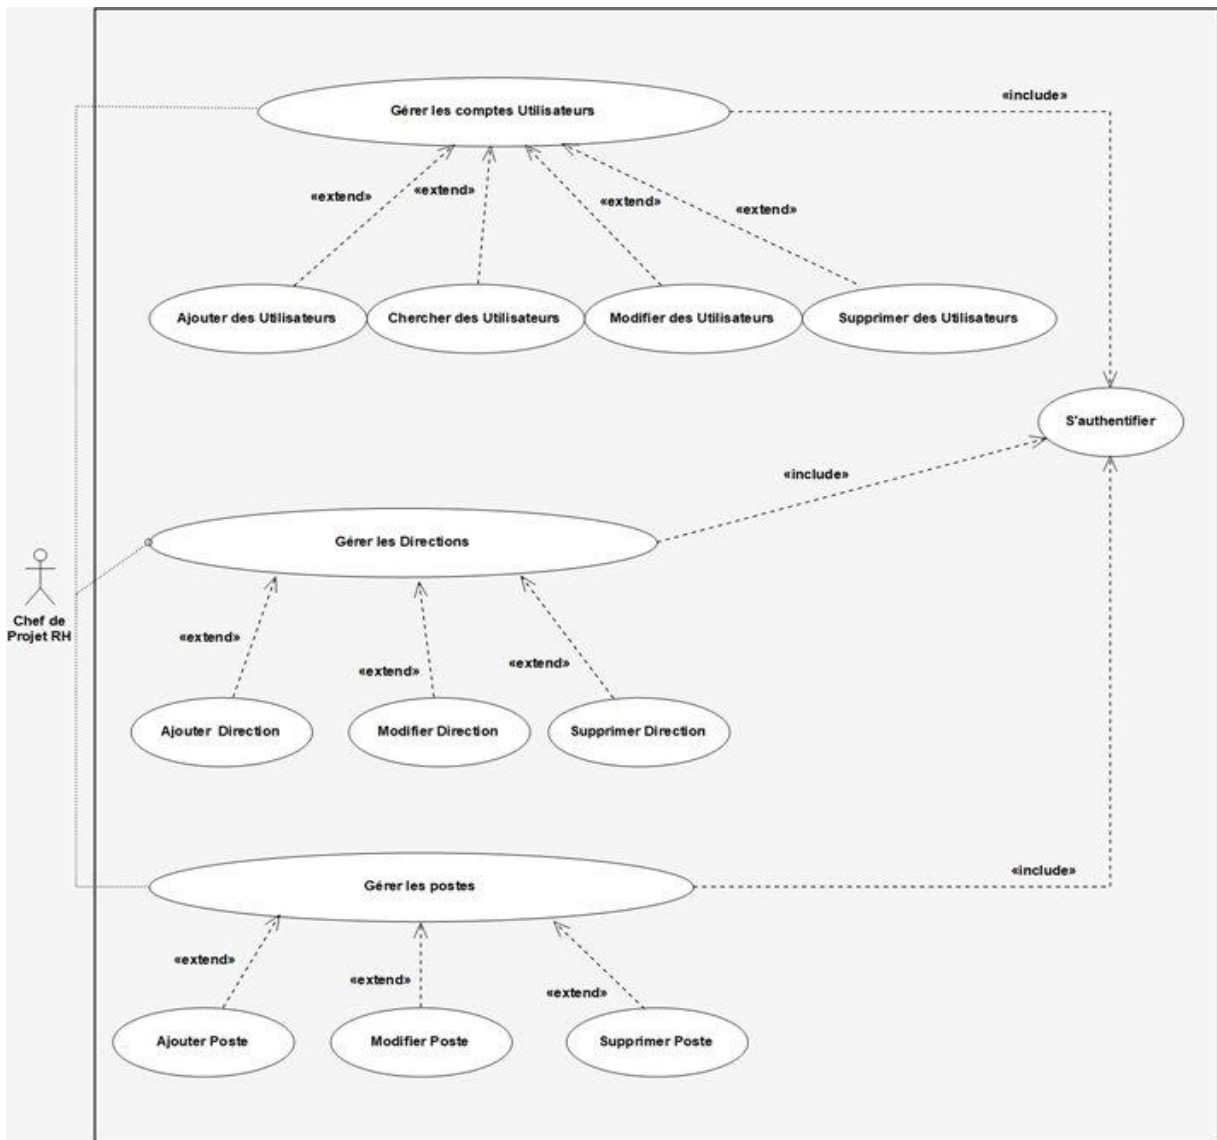 «include»
Gérer les comptes Utilisateurs
«extend»
«extend»
«extend»
«extend»
Ajouter des Utilisateurs
Chercher des Utilisateurs
Modifier des Utilisateurs
Supprimer des Utilisateurs
S'authentifier
«include»
Gérer les Directions
Chef de
Projet RH
«extend»
«extend»
«extend»
Ajouter Direction
Modifier Direction
Supprimer Direction
«include»
Gérer les postes
«extend»
«extend»
«extend»
Ajouter Poste
Modifier Poste
Supprimer Poste